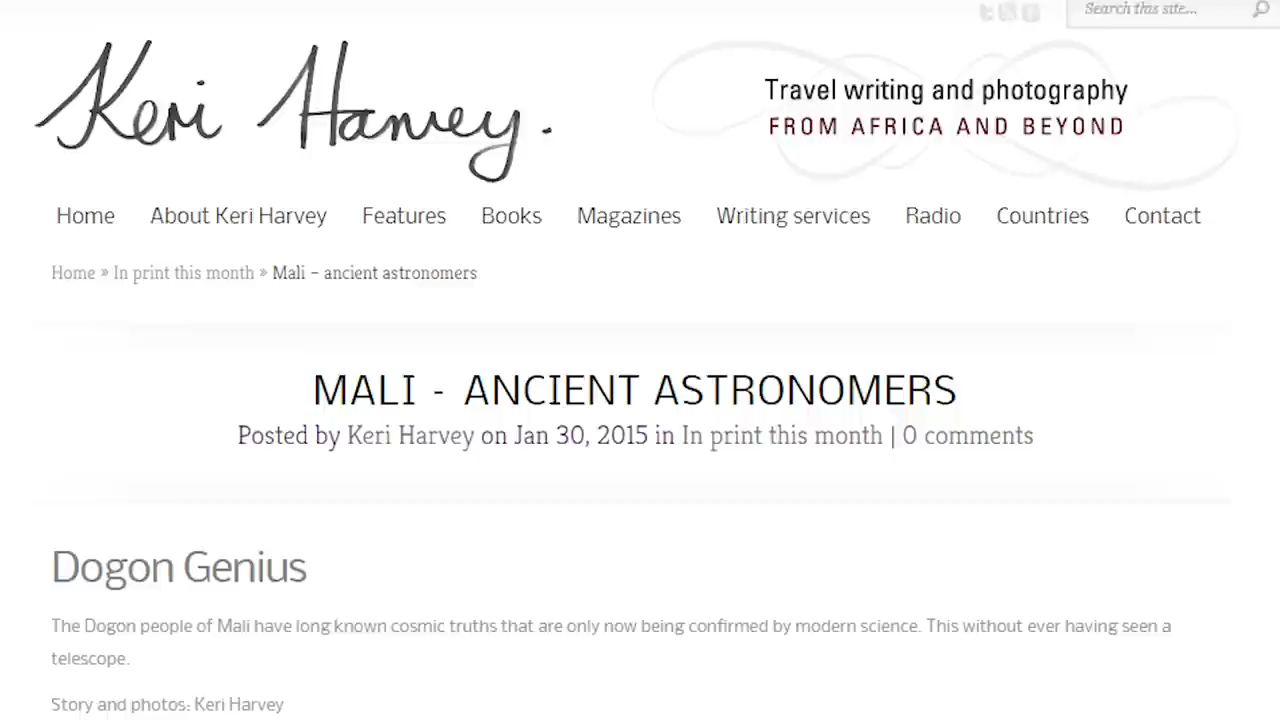 Search this site...
Keri Harvey.
Travel writing and photography
FROM AFRICA AND BEYOND
Home About Keri Harvey Features Books Magazines Writing services Radio Countries Contact
Home » In print this month » Mali – ancient astronomers
MALI - ANCIENT ASTRONOMERS
Posted by Keri Harvey on Jan 30, 2015 in In print this month | 0 comments
Dogon Genius
The Dogon people of Mali have long known cosmic truths that are only now being confirmed by modern science. This without ever having seen a
telescope.
Story and photos: Keri Harvey